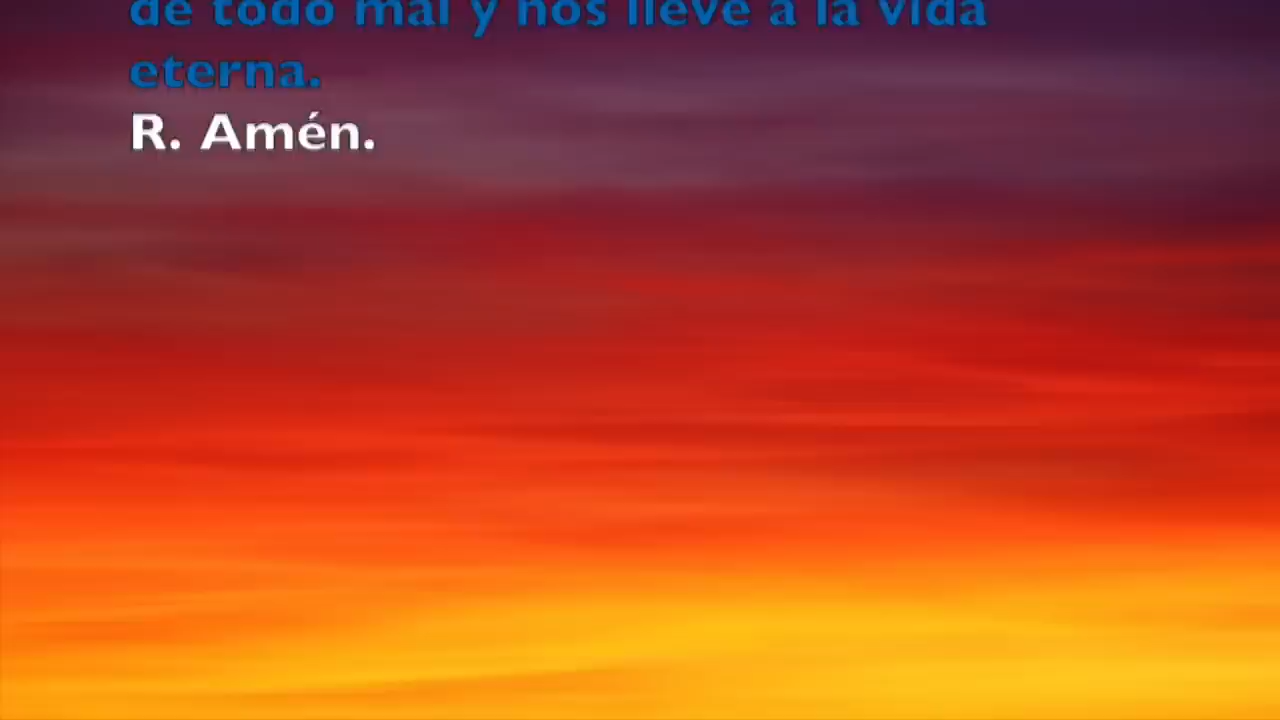 de todo mal y nos lleve a la vida
eterna.
R. Amén.